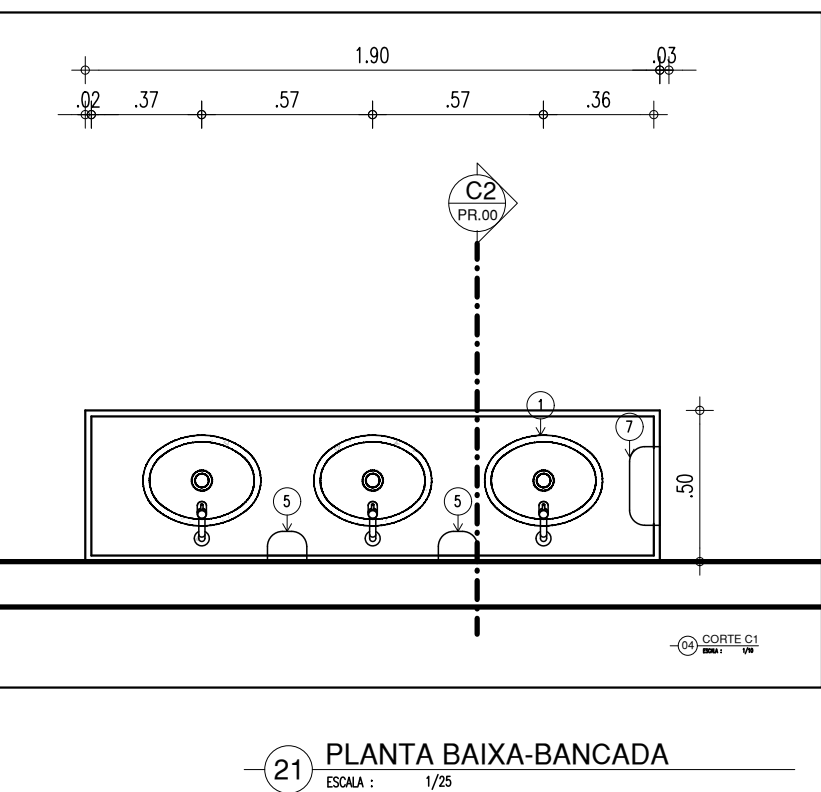 1.90 .03
.02 .37 .57 .57 .36
C2
PR.00
1
7
5 5
.50
04 CORTE C1
ESCALA : 1/10
21 PLANTA BAIXA-BANCADA
ESCALA : 1/25